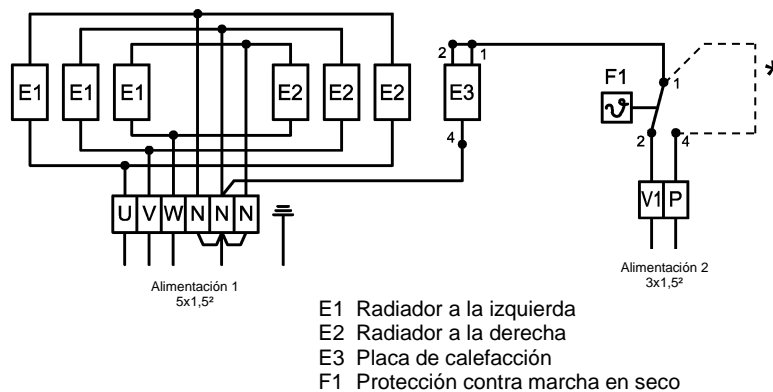 2 1
F1
*
E1 E1 E1 E2 E2 E2 E3
ϑ
1
4
2 4
U V W N N N
V1 P
Alimentación 1
5x1,5²
Alimentación 2
3x1,5²
E1 Radiador a la izquierda
E2 Radiador a la derecha
E3 Placa de calefacción
F1 Protección contra marcha en seco